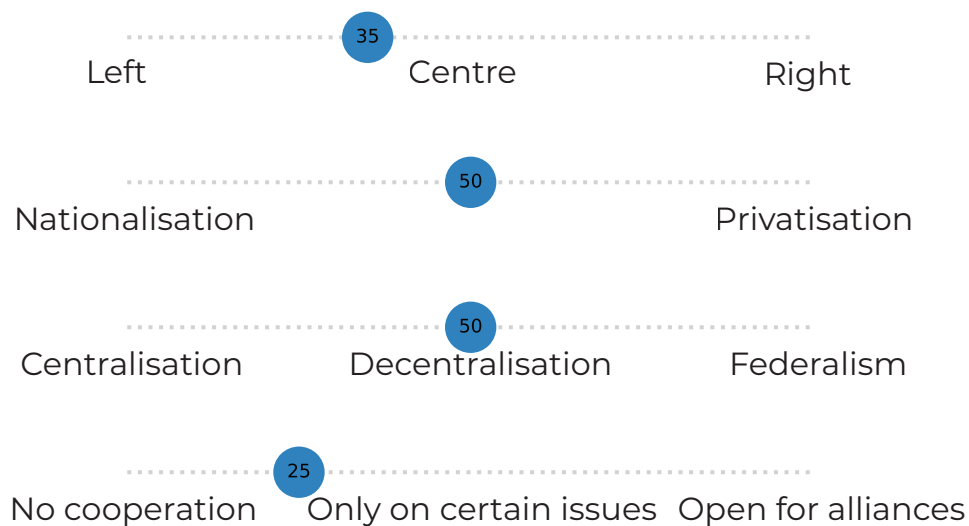 35
Left Centre Right
50
Nationalisation Privatisation
50
Centralisation Decentralisation Federalism
25
No cooperation Only on certain issues Open for alliances